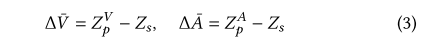 ΔV̄ = Z_p^V − Z_s,   ΔĀ = Z_p^A − Z_s   (3)